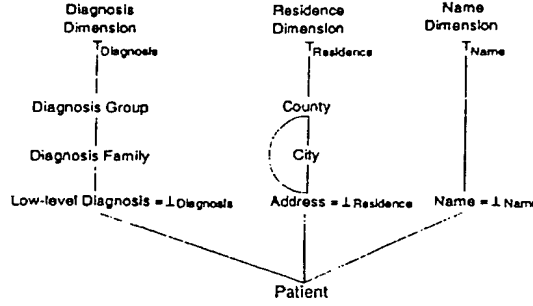 Diagnosis
Dimension
⊤Diagnosis
Diagnosis Group
Diagnosis Family
Low-level Diagnosis = ⊥Diagnosis
Residence
Dimension
⊤Residence
County
City
Address = ⊥Residence
Name
Dimension
⊤Name
Name = ⊥Name
Patient